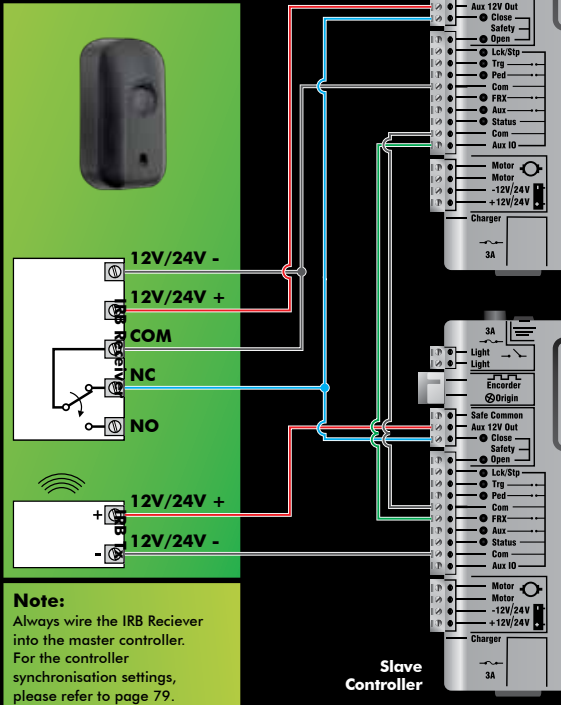 12V/24V -
12V/24V +
COM
NC
NO
IRB Receiver
12V/24V +
12V/24V -
+
-
IRB TX
Note:
Always wire the IRB Reciever
into the master controller.
For the controller
synchronisation settings,
please refer to page 79.
Aux 12V Out
Close
Safety
Open
Lck/Stp
Trg
Ped
Com
FRX
Aux
Status
Com
Aux IO
Motor
Motor
-12V/24V
+12V/24V
Charger
3A
3A
Light
Light
Encorder
Origin
Safe Common
Aux 12V Out
Close
Safety
Open
Lck/Stp
Trg
Ped
Com
FRX
Aux
Status
Com
Aux IO
Motor
Motor
-12V/24V
+12V/24V
Charger
3A
Slave
Controller